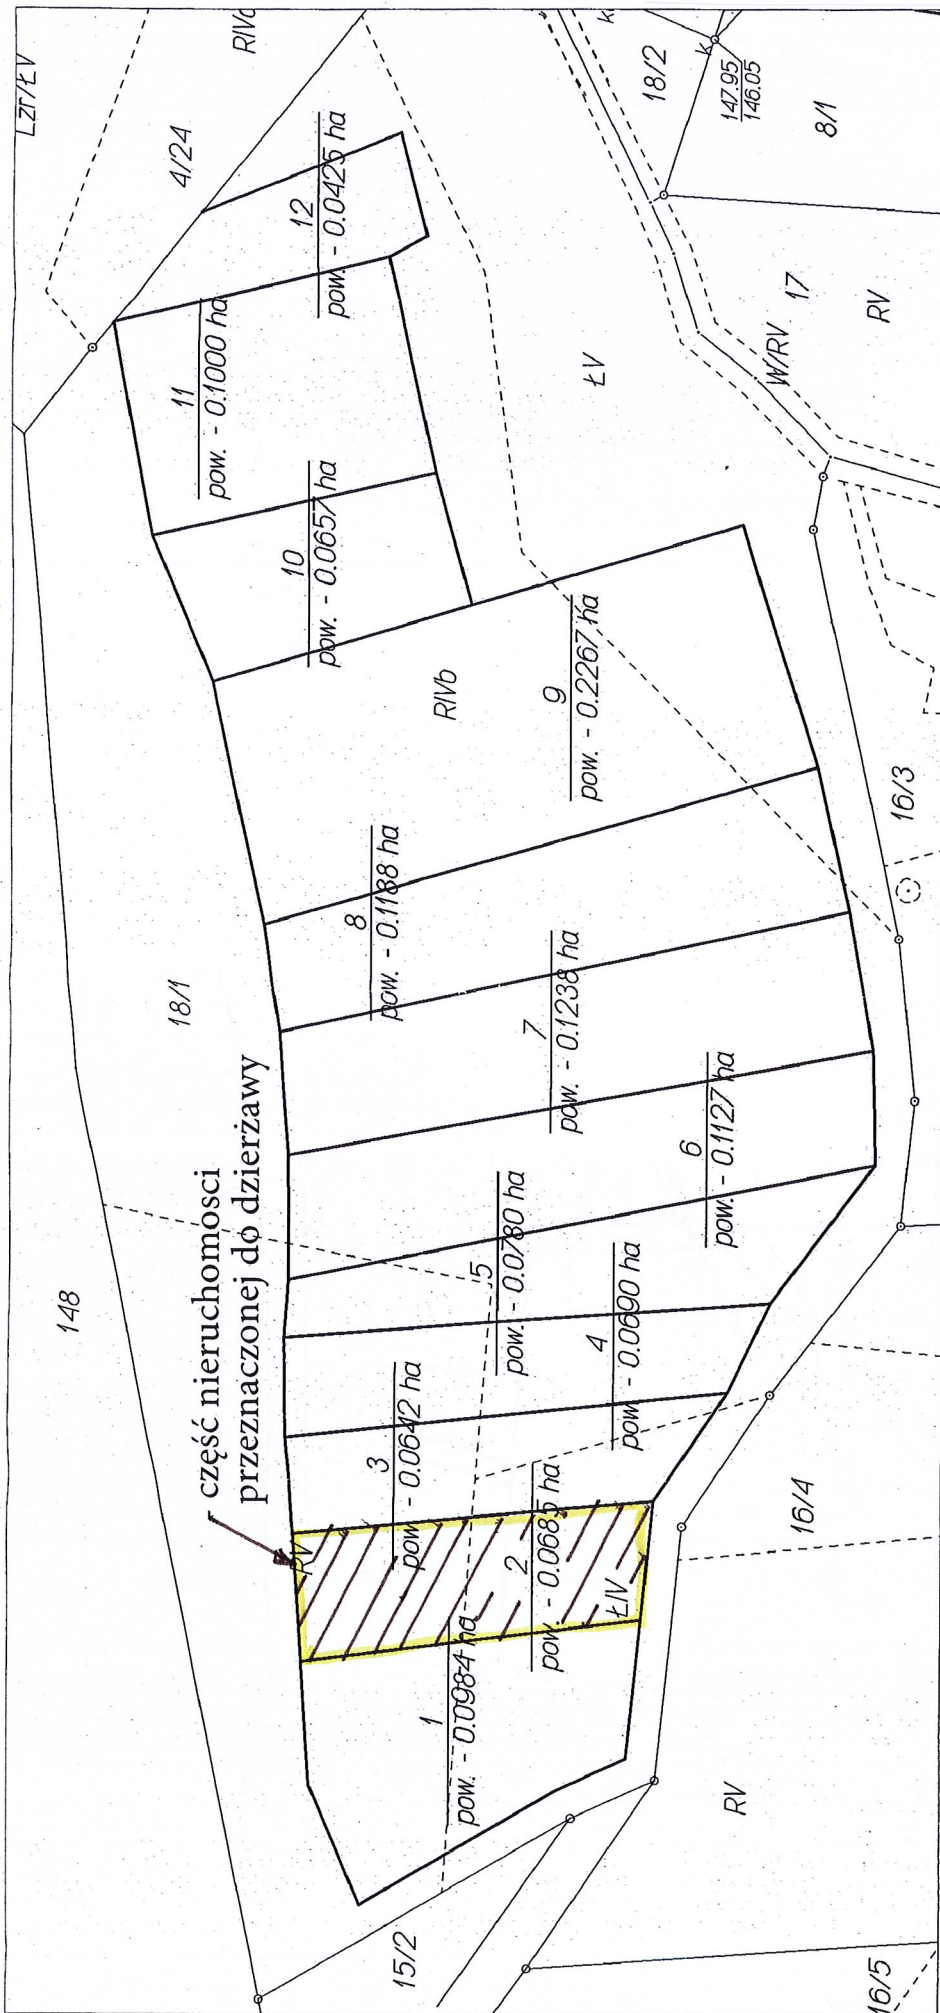 Lzr/ŁV
4/24
12
pow. - 0.0425 ha
11
pow. - 0.1000 ha
10
pow. - 0.0657 ha
ŁV
18/2
k
147.95
146.05
8/1
17
W/RV
RV
RIVb
9
pow. - 0.2267 ha
8
pow. - 0.1188 ha
7
pow. - 0.1238 ha
6
pow. - 0.1127 ha
5
pow. - 0.0780 ha
4
pow - 0.0690 ha
3
pow - 0.0642 ha
2
pow. - 0.0685 ha
1
pow. - 0.0984 ha
18/1
część nieruchomosci
przeznaczonej do dzierżawy
148
RV
ŁIV
16/3
16/4
RV
15/2
16/5